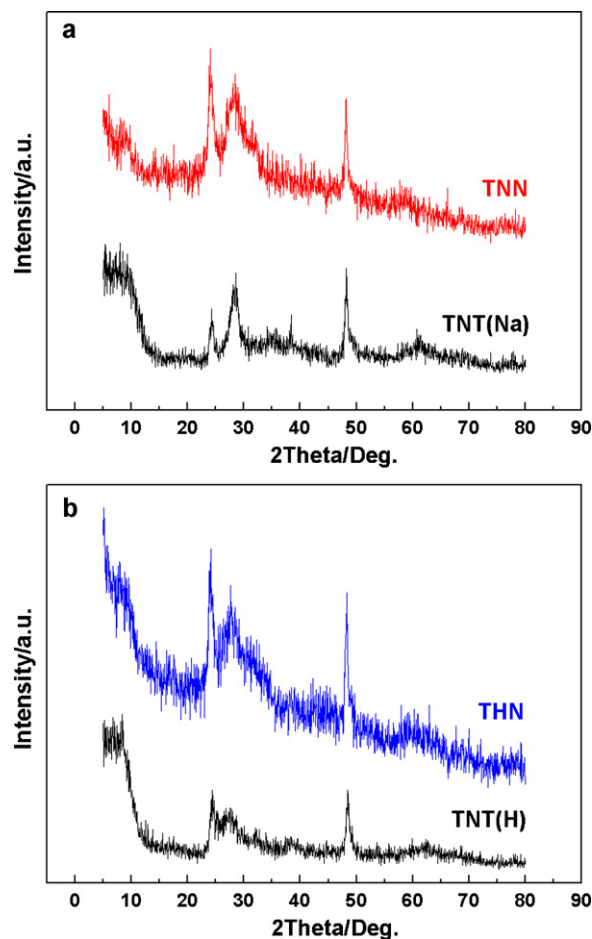 a
Intensity/a.u.
TNN
TNT(Na)
0 10 20 30 40 50 60 70 80 90
2Theta/Deg.
b
Intensity/a.u.
THN
TNT(H)
0 10 20 30 40 50 60 70 80 90
2Theta/Deg.